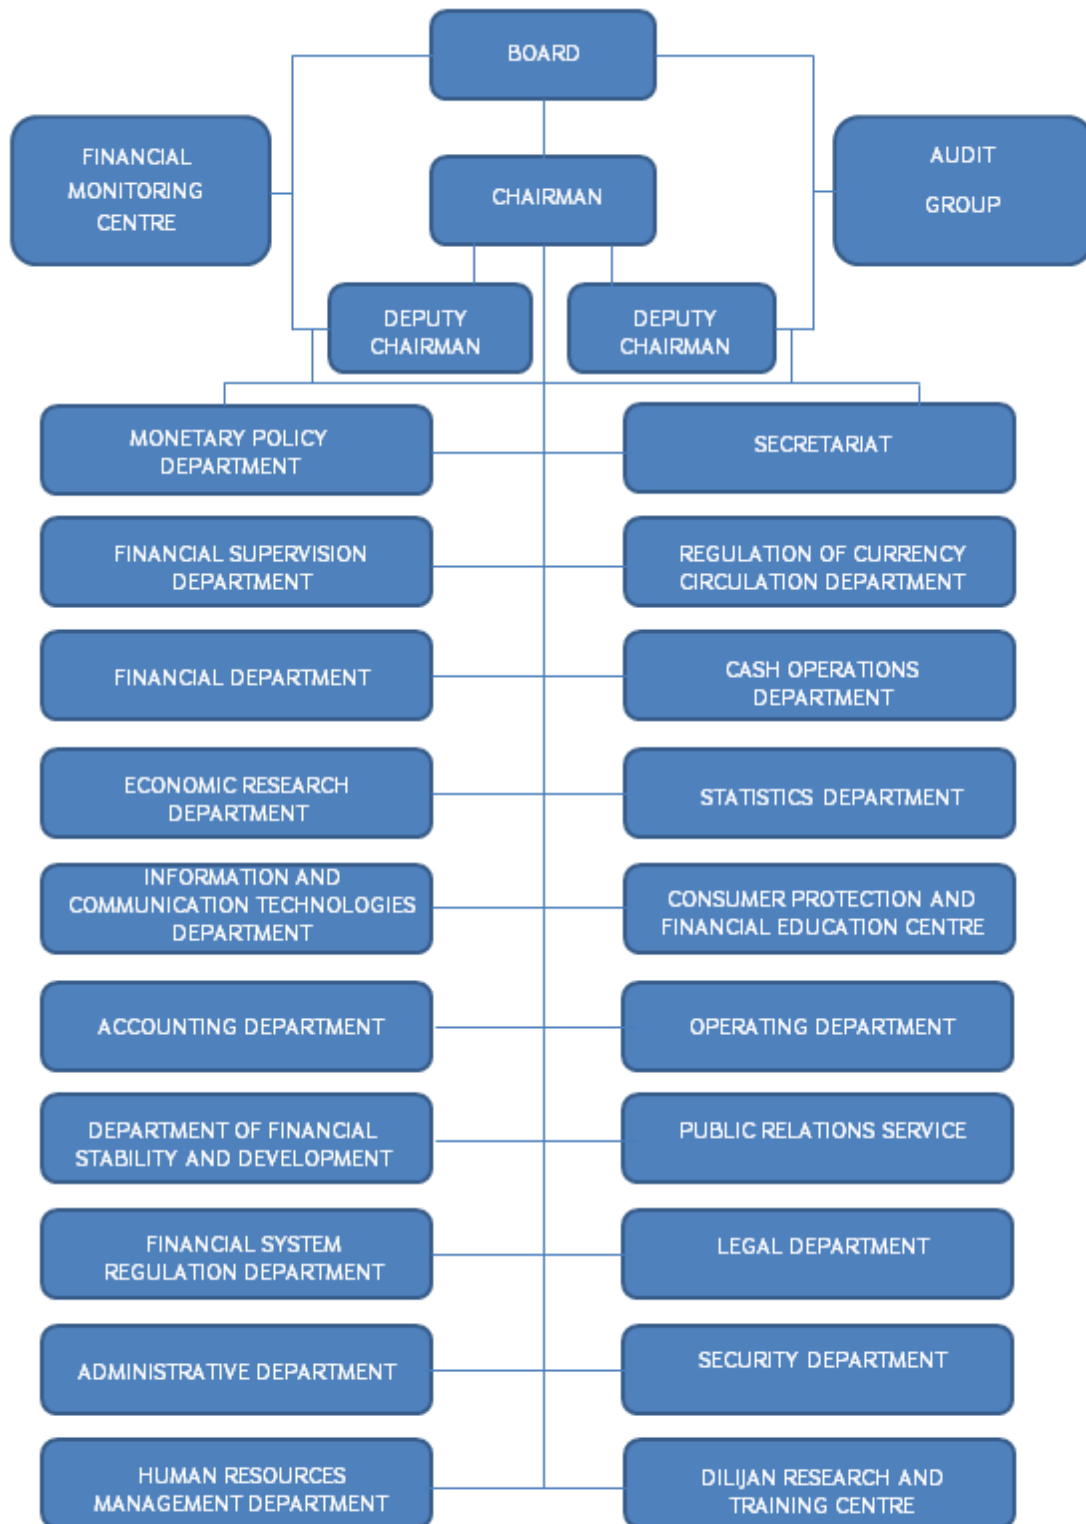 BOARD
FINANCIAL
MONITORING
CENTRE
CHAIRMAN
AUDIT
GROUP
DEPUTY
CHAIRMAN
DEPUTY
CHAIRMAN
MONETARY POLICY
DEPARTMENT
SECRETARIAT
FINANCIAL SUPERVISION
DEPARTMENT
REGULATION OF CURRENCY
CIRCULATION DEPARTMENT
FINANCIAL DEPARTMENT
CASH OPERATIONS
DEPARTMENT
ECONOMIC RESEARCH
DEPARTMENT
STATISTICS DEPARTMENT
INFORMATION AND
COMMUNICATION TECHNOLOGIES
DEPARTMENT
CONSUMER PROTECTION AND
FINANCIAL EDUCATION CENTRE
ACCOUNTING DEPARTMENT
OPERATING DEPARTMENT
DEPARTMENT OF FINANCIAL
STABILITY AND DEVELOPMENT
PUBLIC RELATIONS SERVICE
FINANCIAL SYSTEM
REGULATION DEPARTMENT
LEGAL DEPARTMENT
ADMINISTRATIVE DEPARTMENT
SECURITY DEPARTMENT
HUMAN RESOURCES
MANAGEMENT DEPARTMENT
DILIJAN RESEARCH AND
TRAINING CENTRE